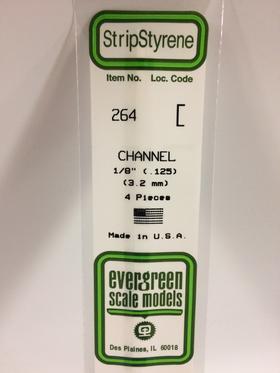 StripStyrene
Item No. Loc. Code
264 [
CHANNEL
1/8" (.125)
(3.2 mm)
4 Pieces
Made in U.S.A.
evergreen
scale models
Des Plaines, IL 60018